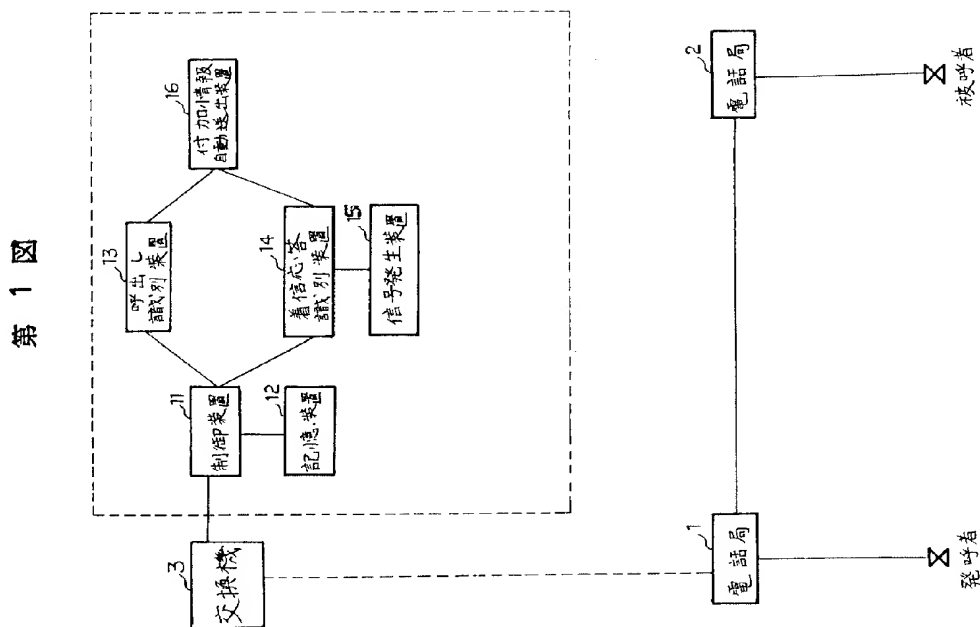 第 1 図
3
交換機
11
制御装置
12
記憶装置
13
呼出し
識別装置
14
着信応答
識別装置
15
信号発生装置
16
付加情報
自動送出装置
1
電話局
発呼者
2
電話局
被呼者